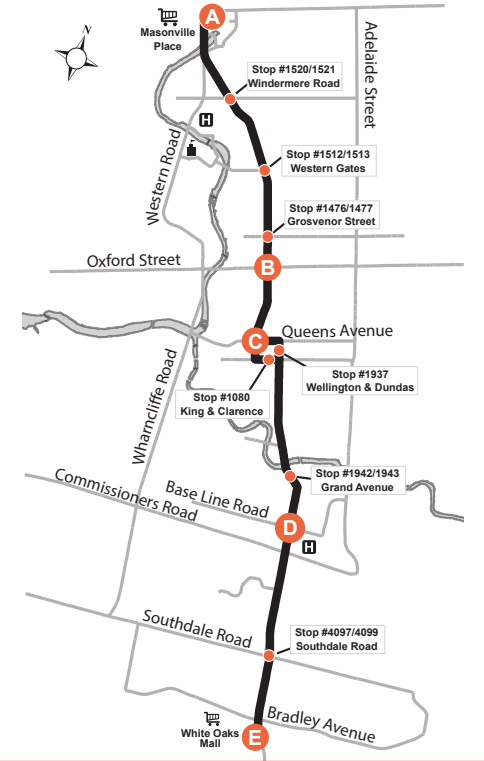 A
Masonville
Place
N
Adelaide Street
Stop #1520/1521
Windermere Road
H
Western Road
Stop #1512/1513
Western Gates
Stop #1476/1477
Grosvenor Street
Oxford Street
B
C
Queens Avenue
Stop #1937
Wellington & Dundas
Stop #1080
King & Clarence
Wharncliffe Road
Stop #1942/1943
Grand Avenue
Commissioners Road
Base Line Road
D
H
Southdale Road
Stop #4097/4099
Southdale Road
Bradley Avenue
White Oaks
Mall
E